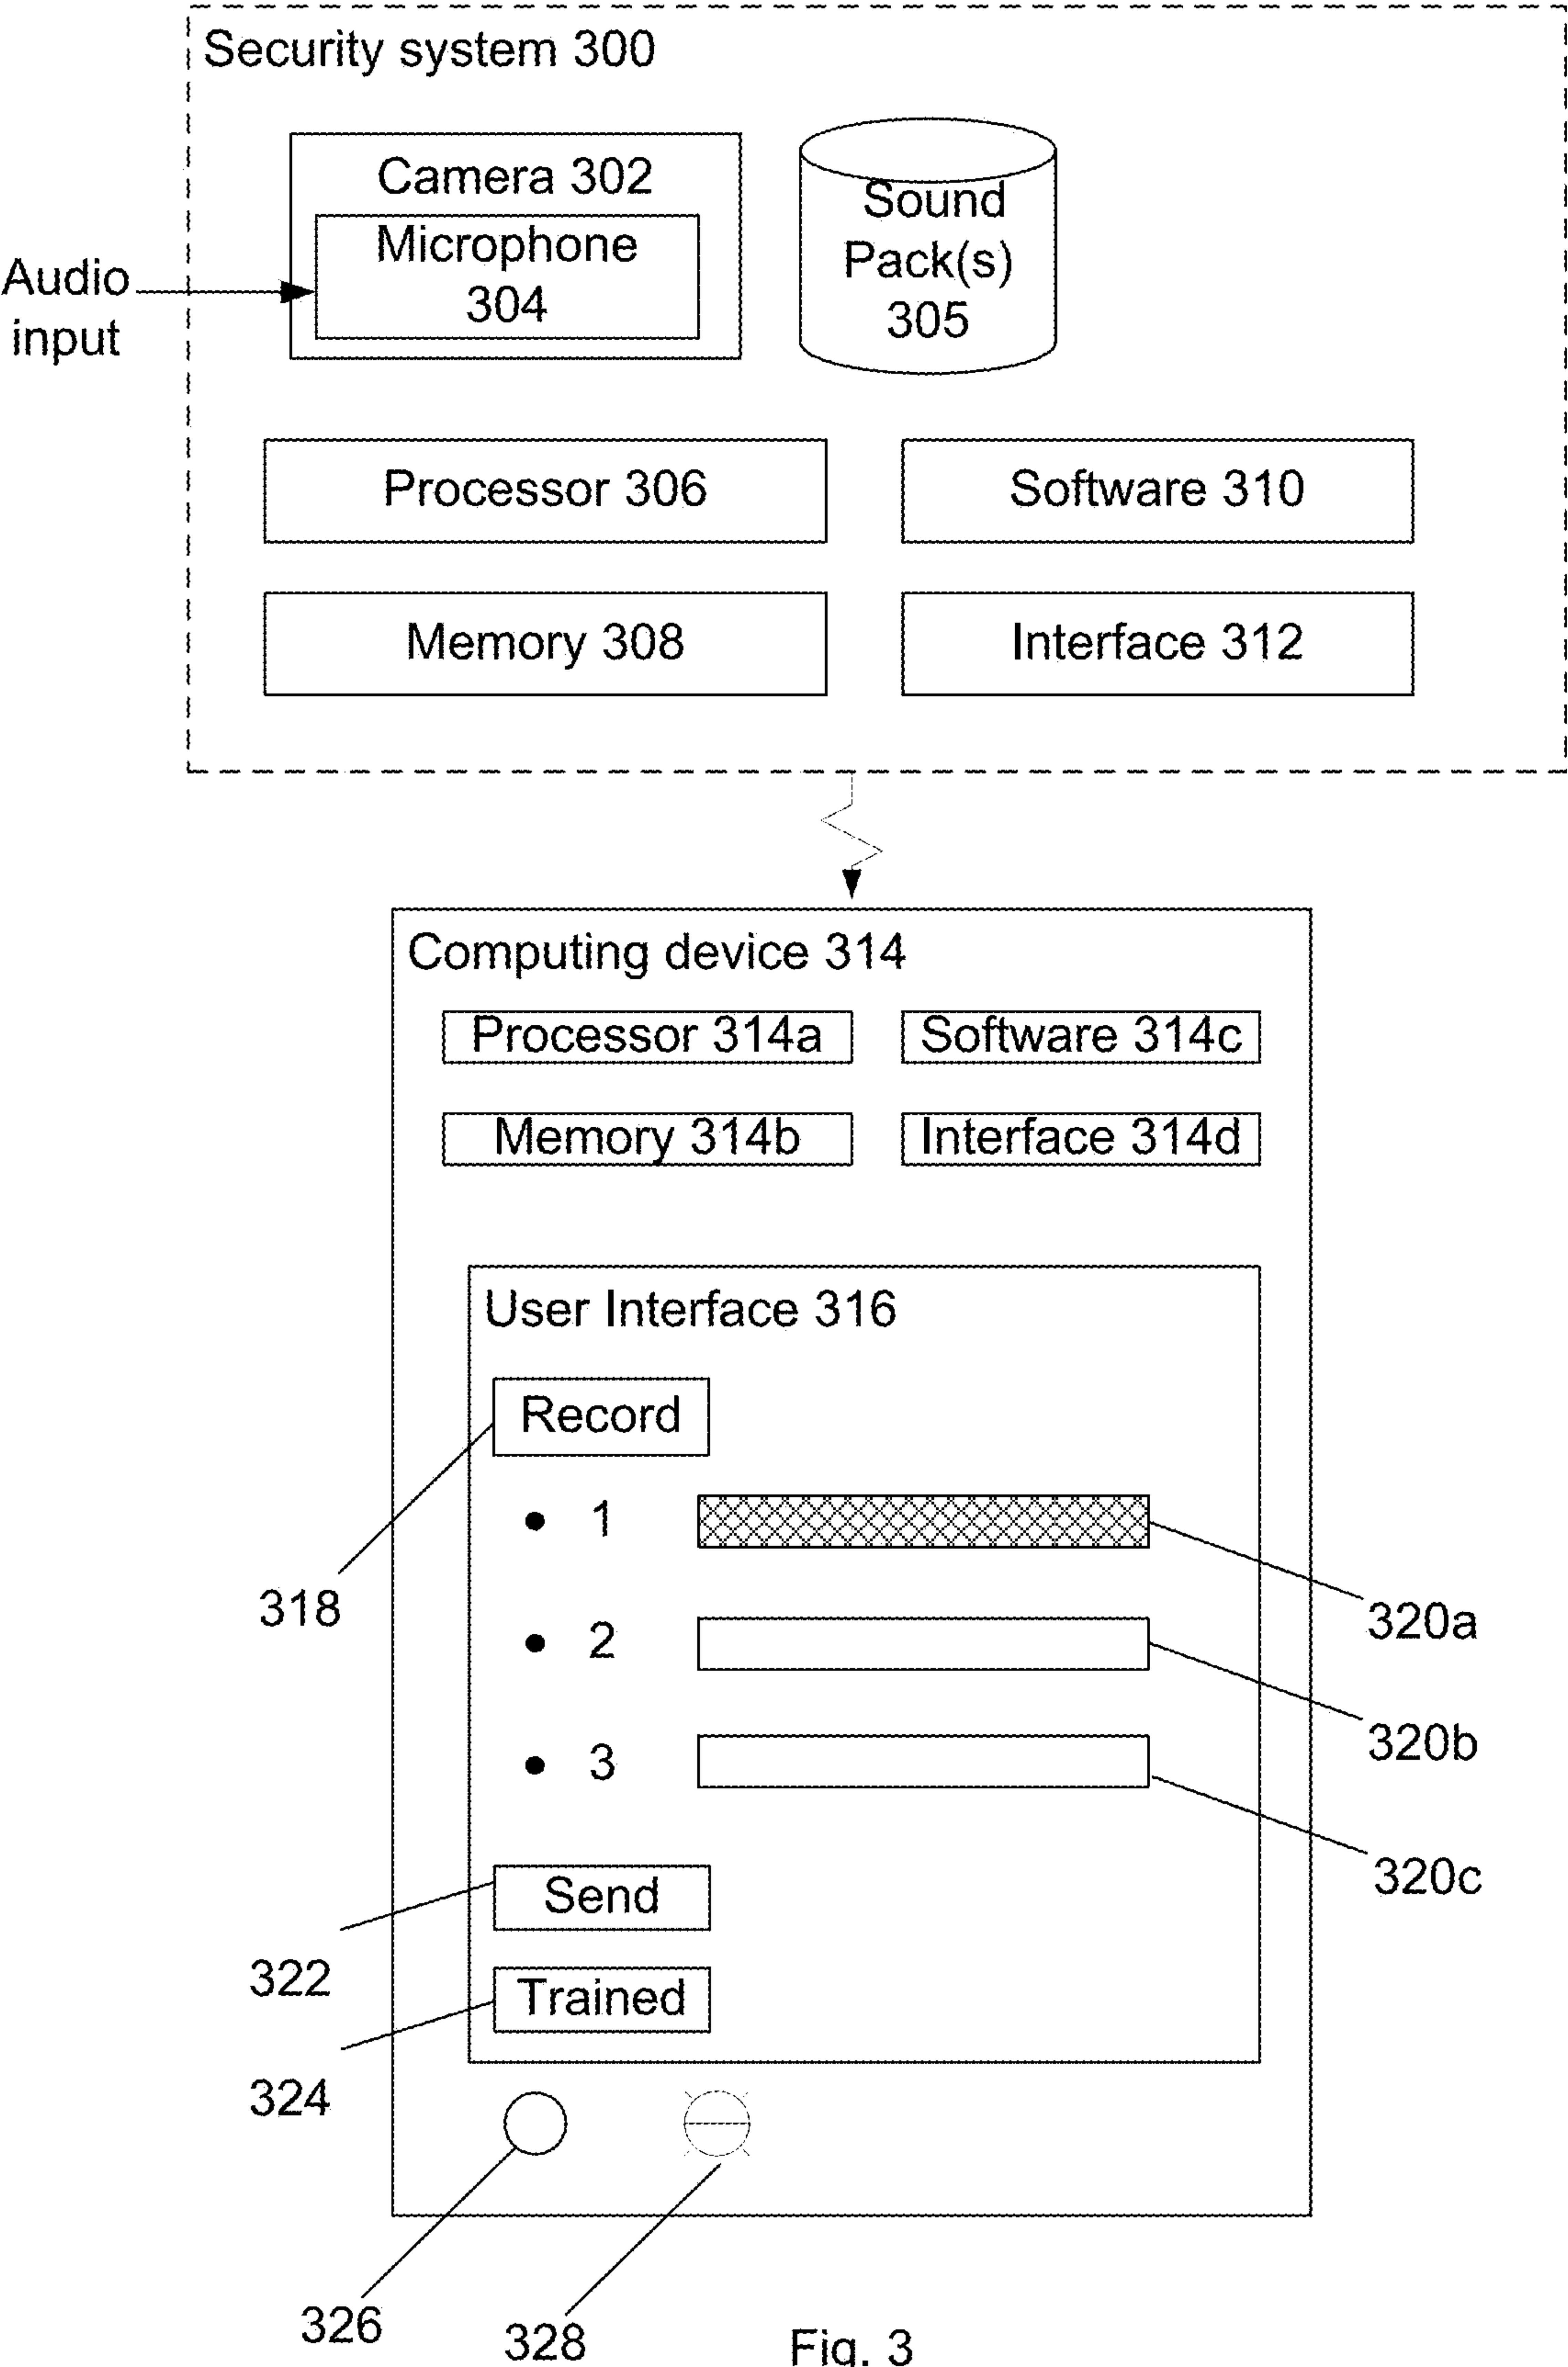 Security system 300
Camera 302
Microphone
304
Sound
Pack(s)
305
Audio
input
Processor 306
Software 310
Memory 308
Interface 312
Computing device 314
Processor 314a
Software 314c
Memory 314b
Interface 314d
User Interface 316
Record
1
318
320a
2
320b
3
320c
Send
322
Trained
324
326
328
Fig. 3